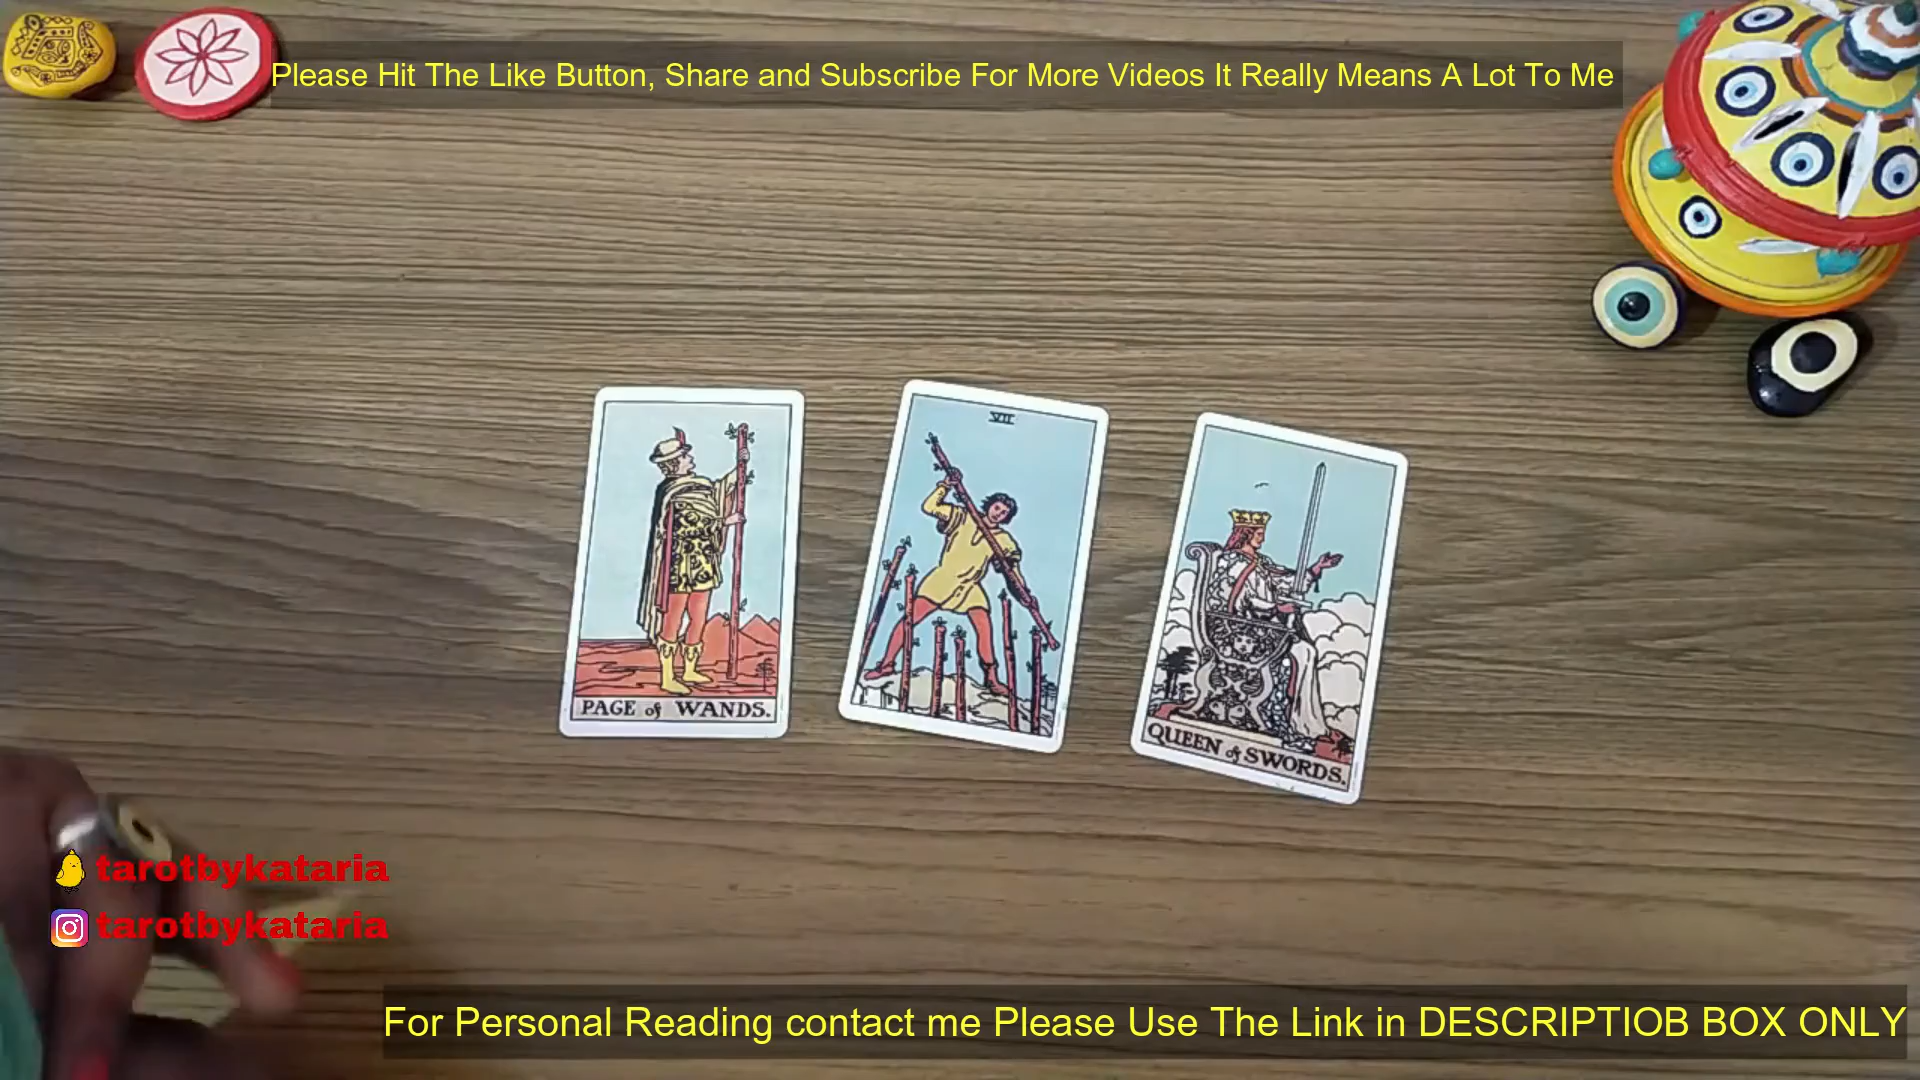 Please Hit The Like Button, Share and Subscribe For More Videos It Really Means A Lot To Me
VII
PAGE of WANDS.
QUEEN of SWORDS.
tarotbykataria
tarotbykataria
For Personal Reading contact me Please Use The Link in DESCRIPTIOB BOX ONLY